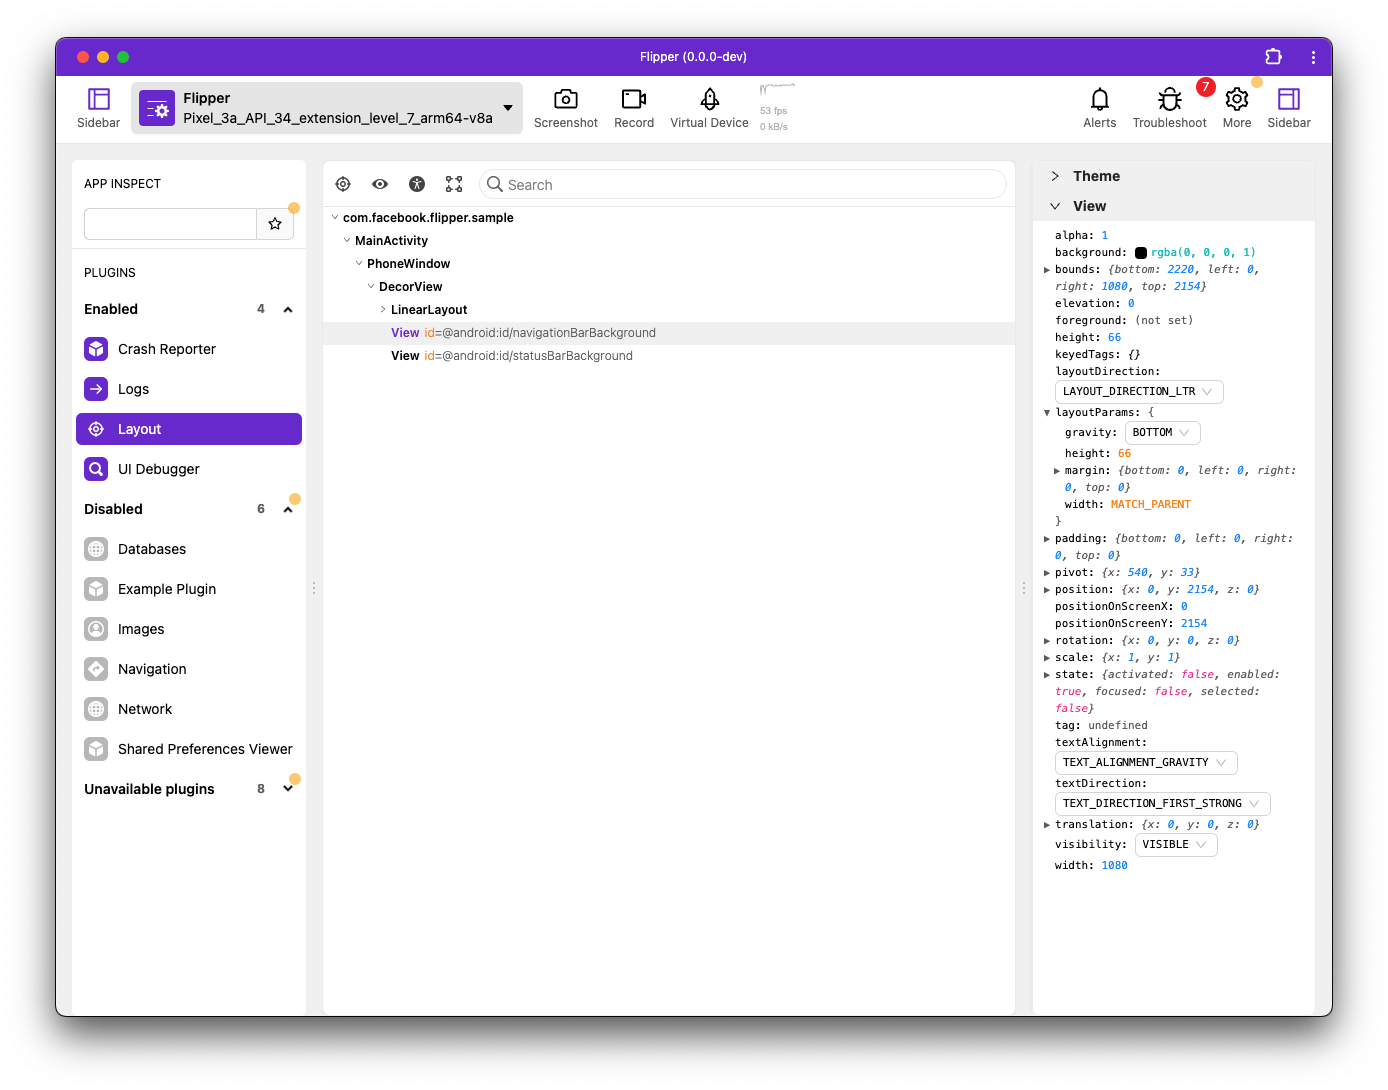 Flipper (0.0.0-dev)
Sidebar
Flipper
Pixel_3a_API_34_extension_level_7_arm64-v8a
Screenshot
Record
Virtual Device
53 fps
0 kB/s
Alerts
Troubleshoot
7
More
Sidebar
APP INSPECT
PLUGINS
Enabled 4
Crash Reporter
Logs
Layout
UI Debugger
Disabled 6
Databases
Example Plugin
Images
Navigation
Network
Shared Preferences Viewer
Unavailable plugins 8
Search
com.facebook.flipper.sample
MainActivity
PhoneWindow
DecorView
LinearLayout
View id=@android:id/navigationBarBackground
View id=@android:id/statusBarBackground
Theme
View
alpha: 1
background: rgba(0, 0, 0, 1)
bounds: {bottom: 2220, left: 0,
right: 1080, top: 2154}
elevation: 0
foreground: (not set)
height: 66
keyedTags: {}
layoutDirection:
LAYOUT_DIRECTION_LTR
layoutParams: {
gravity: BOTTOM
height: 66
margin: {bottom: 0, left: 0, right:
0, top: 0}
width: MATCH_PARENT
}
padding: {bottom: 0, left: 0, right:
0, top: 0}
pivot: {x: 540, y: 33}
position: {x: 0, y: 2154, z: 0}
positionOnScreenX: 0
positionOnScreenY: 2154
rotation: {x: 0, y: 0, z: 0}
scale: {x: 1, y: 1}
state: {activated: false, enabled:
true, focused: false, selected:
false}
tag: undefined
textAlignment:
TEXT_ALIGNMENT_GRAVITY
textDirection:
TEXT_DIRECTION_FIRST_STRONG
translation: {x: 0, y: 0, z: 0}
visibility: VISIBLE
width: 1080